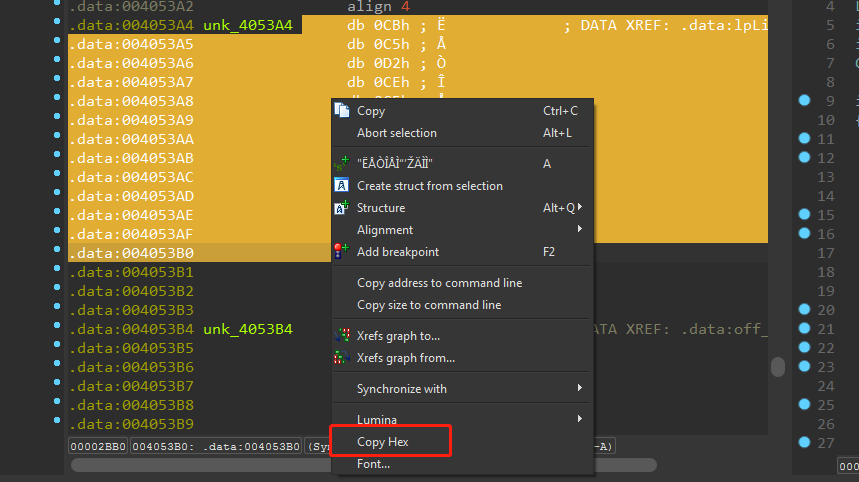 .data:004053A2 align 4
.data:004053A4 unk_4053A4 db 0CBh ; Ë ; DATA XREF: .data:lpLi
.data:004053A5 db 0C5h ; Å
.data:004053A6 db 0D2h ; Ò
.data:004053A7 db 0CEh ; Î
.data:004053A8
.data:004053A9
.data:004053AA
.data:004053AB
.data:004053AC
.data:004053AD
.data:004053AE
.data:004053AF
.data:004053B0
.data:004053B1
.data:004053B2
.data:004053B3
.data:004053B4 unk_4053B4 DATA XREF: .data:off_
.data:004053B5
.data:004053B6
.data:004053B7
.data:004053B8
.data:004053B9
00002BB0 004053B0: .data:004053B0 (Syn -A)
Copy Ctrl+C
Abort selection Alt+L
"ËÅÒÎÅÌ“’ŽÄÌÌ" A
Create struct from selection
Structure Alt+Q
Alignment
Add breakpoint F2
Copy address to command line
Copy size to command line
Xrefs graph to...
Xrefs graph from...
Synchronize with
Lumina
Copy Hex
Font...
4
5
6
7
8
9
10
11
12
13
14
15
16
17
18
19
20
21
22
23
24
25
26
27